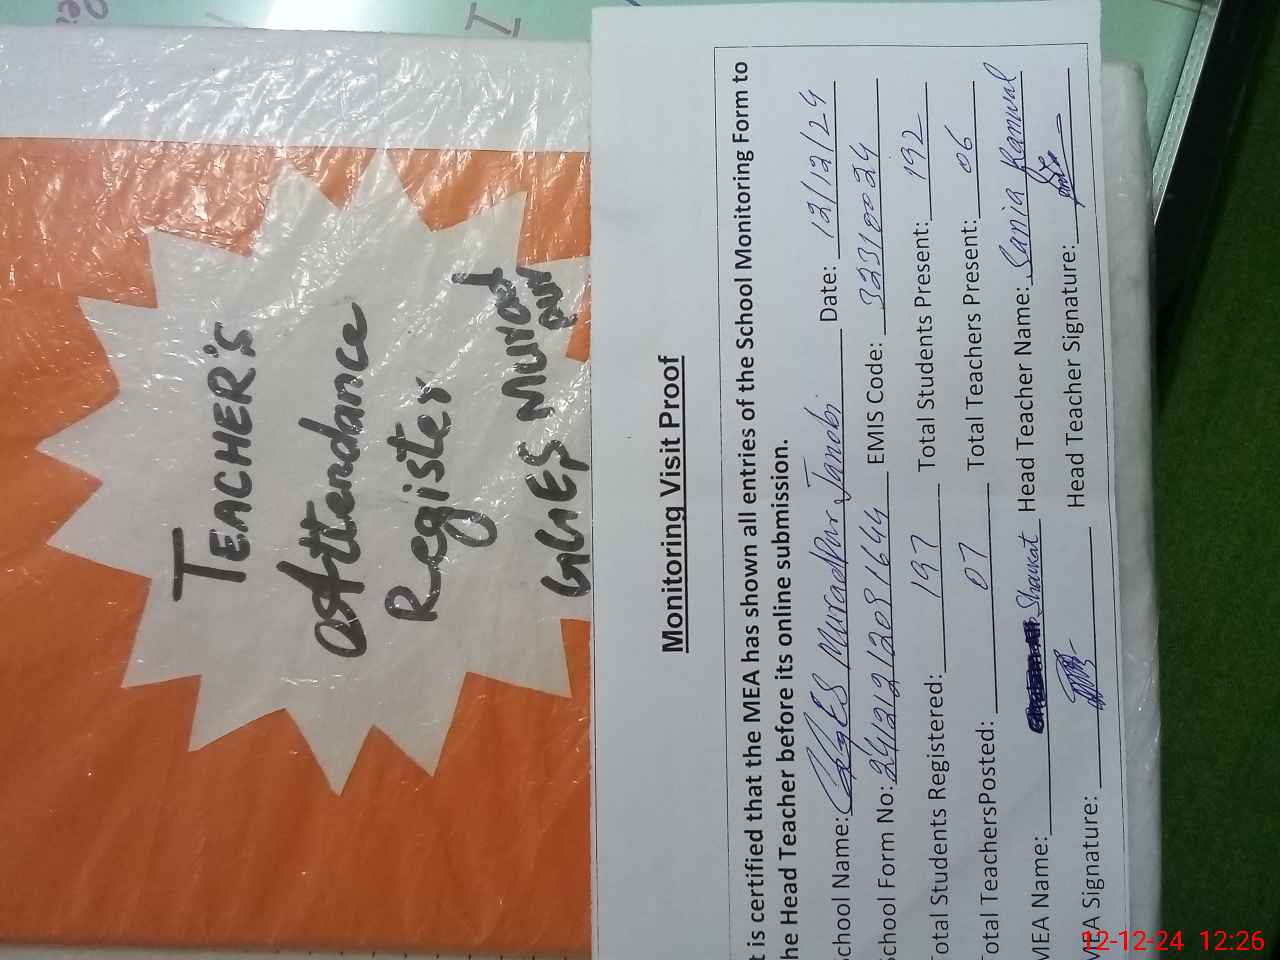 TEACHER'S
Attendance
Register
GGES Murad
pur
Monitoring Visit Proof
t is certified that the MEA has shown all entries of the School Monitoring Form to
he Head Teacher before its online submission.
chool Name: GGES MuradPur Janobi Date: 12/12/24
chool Form No: EMIS Code: 32310024
otal Students Registered: 197 Total Students Present: 192
otal TeachersPosted: 07 Total Teachers Present: 06
MEA Name: Shaukat Head Teacher Name: Sania Kanwal
MEA Signature: Head Teacher Signature:
12-12-24 12:26